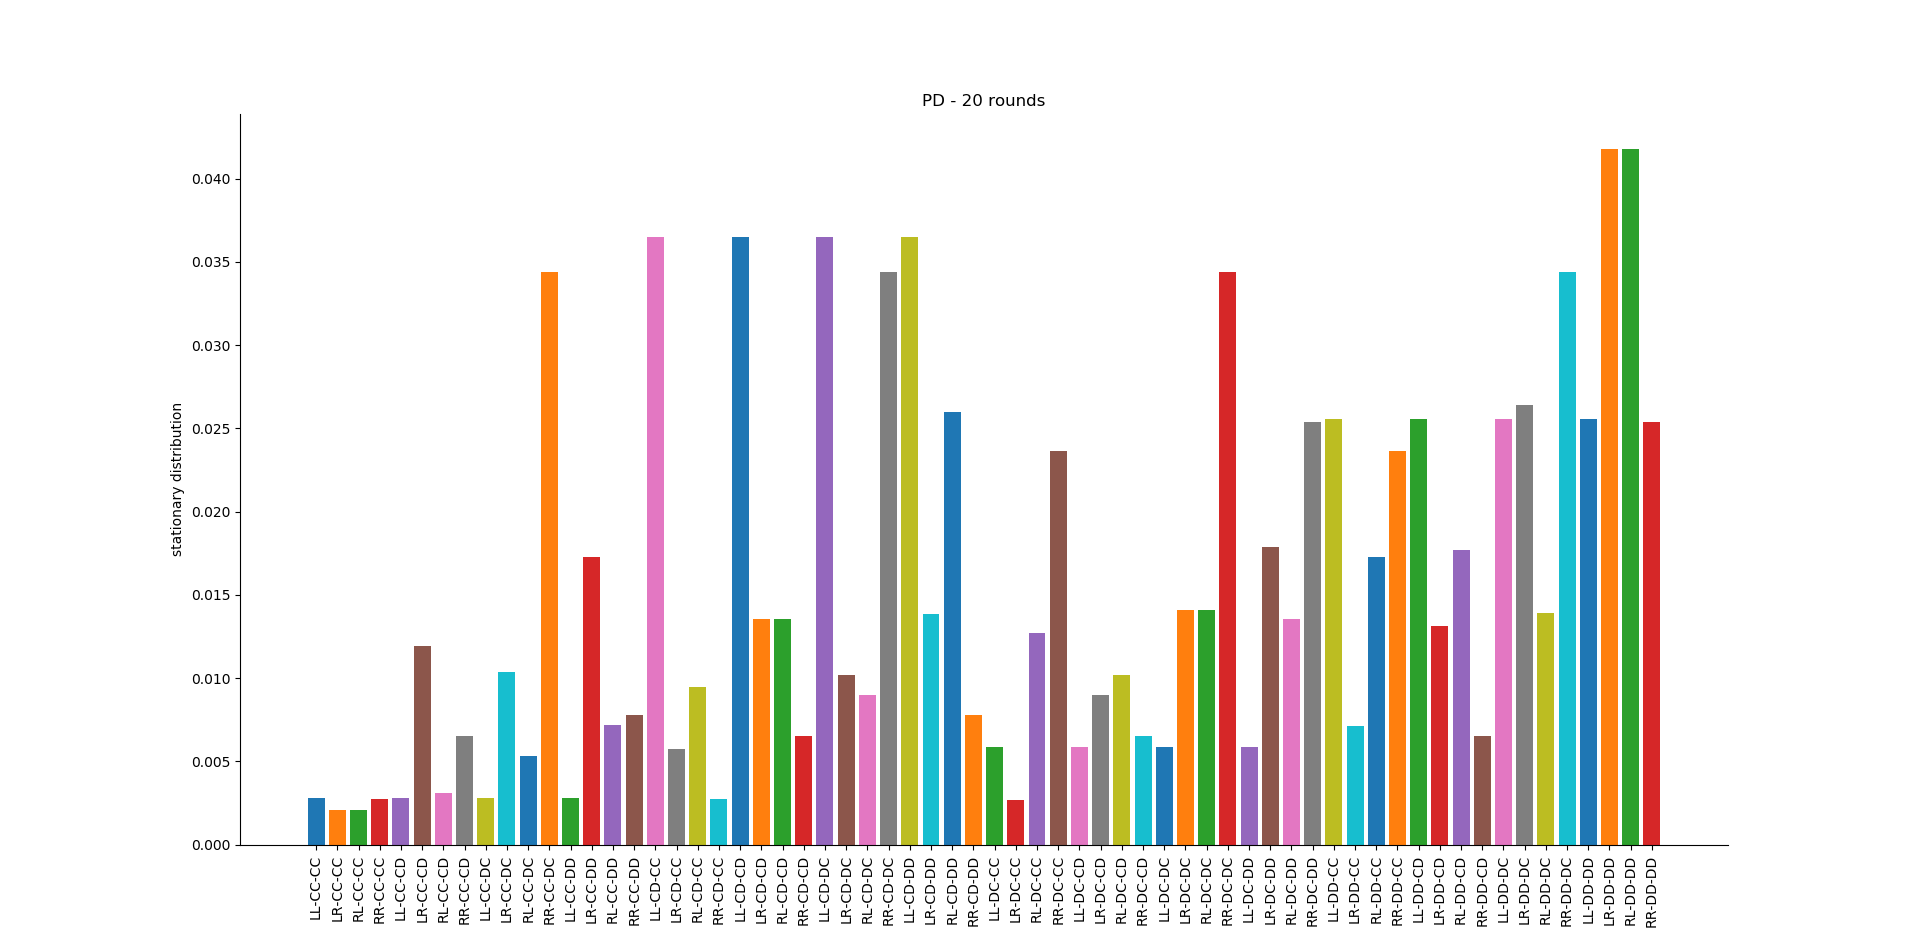 PD - 20 rounds
stationary distribution
0.040
0.035
0.030
0.025
0.020
0.015
0.010
0.005
0.000
LL-CC-CC
LR-CC-CC
RL-CC-CC
RR-CC-CC
LL-CC-CD
LR-CC-CD
RL-CC-CD
RR-CC-CD
LL-CC-DC
LR-CC-DC
RL-CC-DC
RR-CC-DC
LL-CC-DD
LR-CC-DD
RL-CC-DD
RR-CC-DD
LL-CD-CC
LR-CD-CC
RL-CD-CC
RR-CD-CC
LL-CD-CD
LR-CD-CD
RL-CD-CD
RR-CD-CD
LL-CD-DC
LR-CD-DC
RL-CD-DC
RR-CD-DC
LL-CD-DD
LR-CD-DD
RL-CD-DD
RR-CD-DD
LL-DC-CC
LR-DC-CC
RL-DC-CC
RR-DC-CC
LL-DC-CD
LR-DC-CD
RL-DC-CD
RR-DC-CD
LL-DC-DC
LR-DC-DC
RL-DC-DC
RR-DC-DC
LL-DC-DD
LR-DC-DD
RL-DC-DD
RR-DC-DD
LL-DD-CC
LR-DD-CC
RL-DD-CC
RR-DD-CC
LL-DD-CD
LR-DD-CD
RL-DD-CD
RR-DD-CD
LL-DD-DC
LR-DD-DC
RL-DD-DC
RR-DD-DC
LL-DD-DD
LR-DD-DD
RL-DD-DD
RR-DD-DD